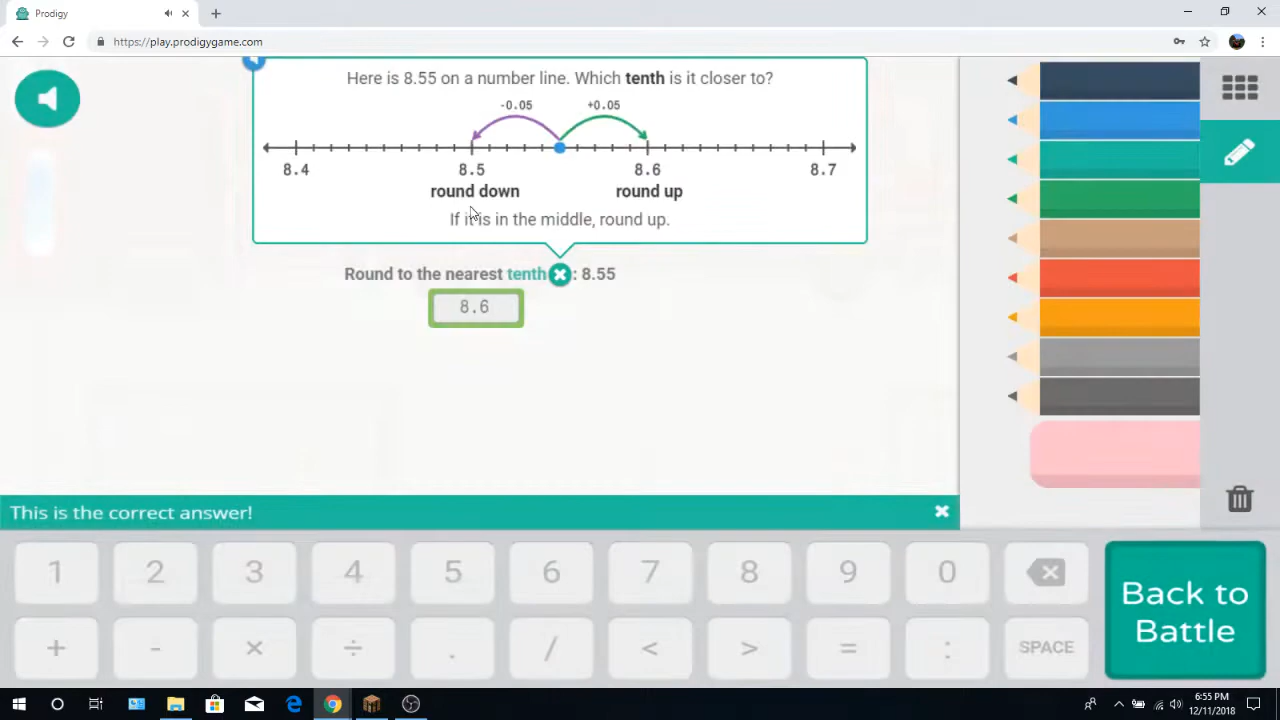 Prodigy
https://play.prodigygame.com
Here is 8.55 on a number line. Which tenth is it closer to?
-0.05 +0.05
8.4 8.5 8.6 8.7
round down round up
If it is in the middle, round up.
Round to the nearest tenth : 8.55
8.6
This is the correct answer!
1 2 3 4 5 6 7 8 9 0
+ - × ÷ . / < > = : SPACE
Back to
Battle
6:55 PM
12/11/2018